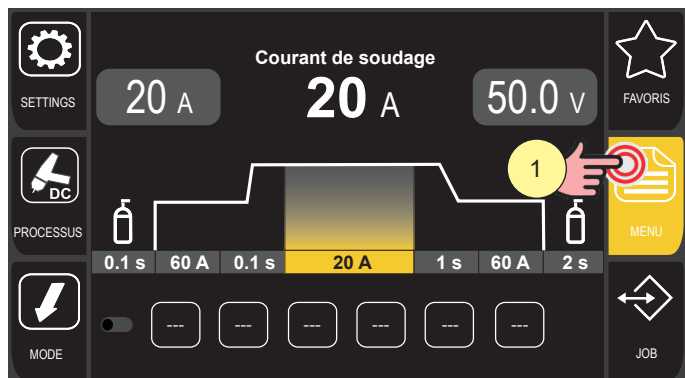 Courant de soudage
20 A
20 A
50.0 V
SETTINGS
FAVORIS
1
DC
PROCESSUS
MENU
0.1 s 60 A 0.1 s 20 A 1 s 60 A 2 s
--- --- --- --- --- ---
MODE
JOB